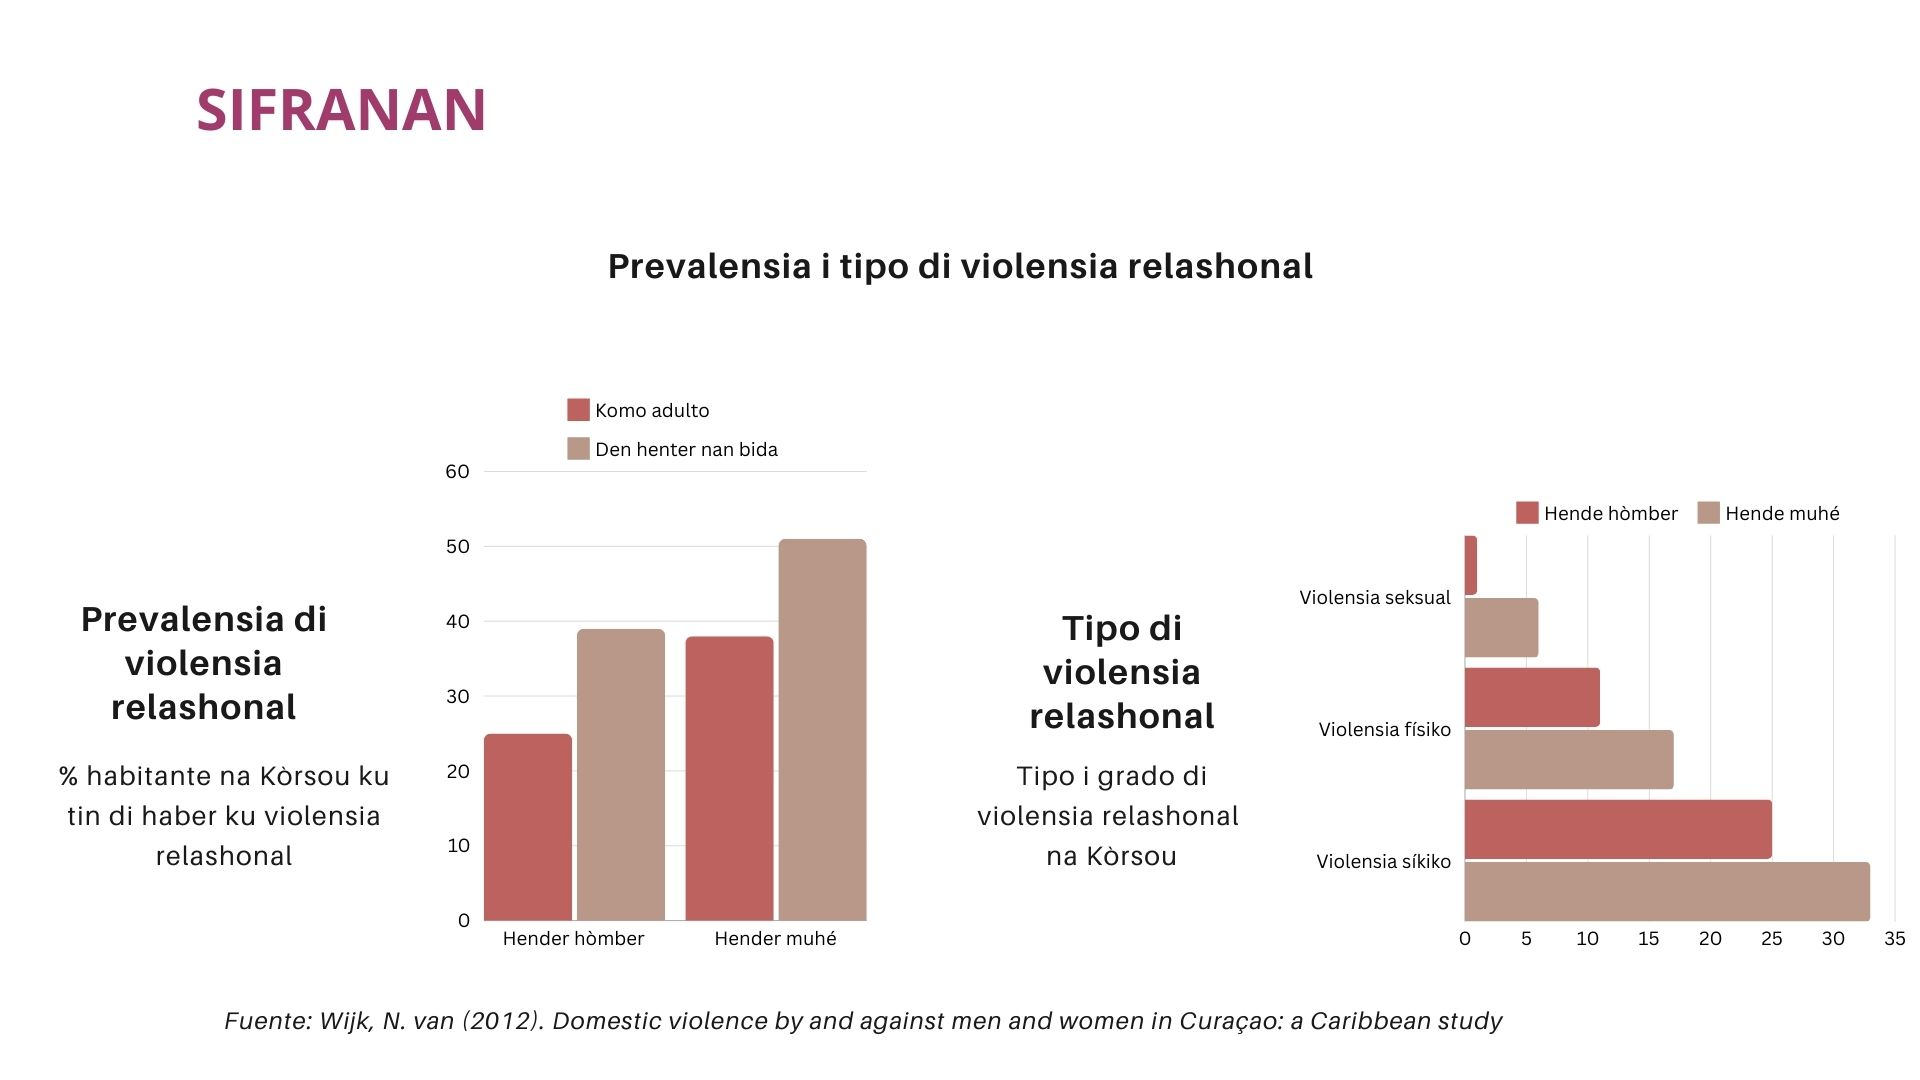 SIFRANAN
Prevalensia i tipo di violensia relashonal
Prevalensia di
violensia
relashonal
% habitante na Kòrsou ku
tin di haber ku violensia
relashonal
Komo adulto
Den henter nan bida
60
50
40
30
20
10
0
Hender hòmber
Hender muhé
Tipo di
violensia
relashonal
Tipo i grado di
violensia relashonal
na Kòrsou
Hende hòmber
Hende muhé
Violensia seksual
Violensia físiko
Violensia síkiko
0 5 10 15 20 25 30 35
Fuente: Wijk, N. van (2012). Domestic violence by and against men and women in Curaçao: a Caribbean study